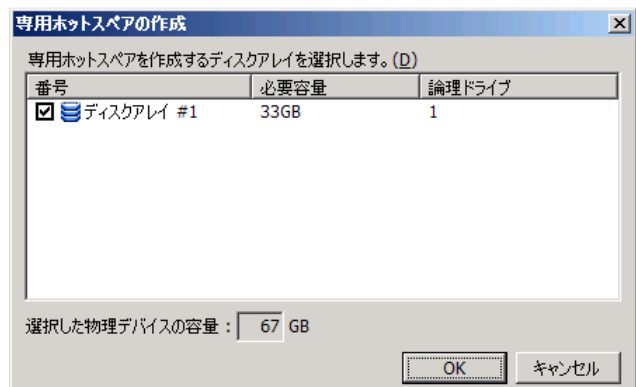 専用ホットスペアの作成
専用ホットスペアを作成するディスクアレイを選択します。(D)
番号 必要容量 論理ドライブ
ディスクアレイ #1 33GB 1
選択した物理デバイスの容量: 67 GB
OK キャンセル